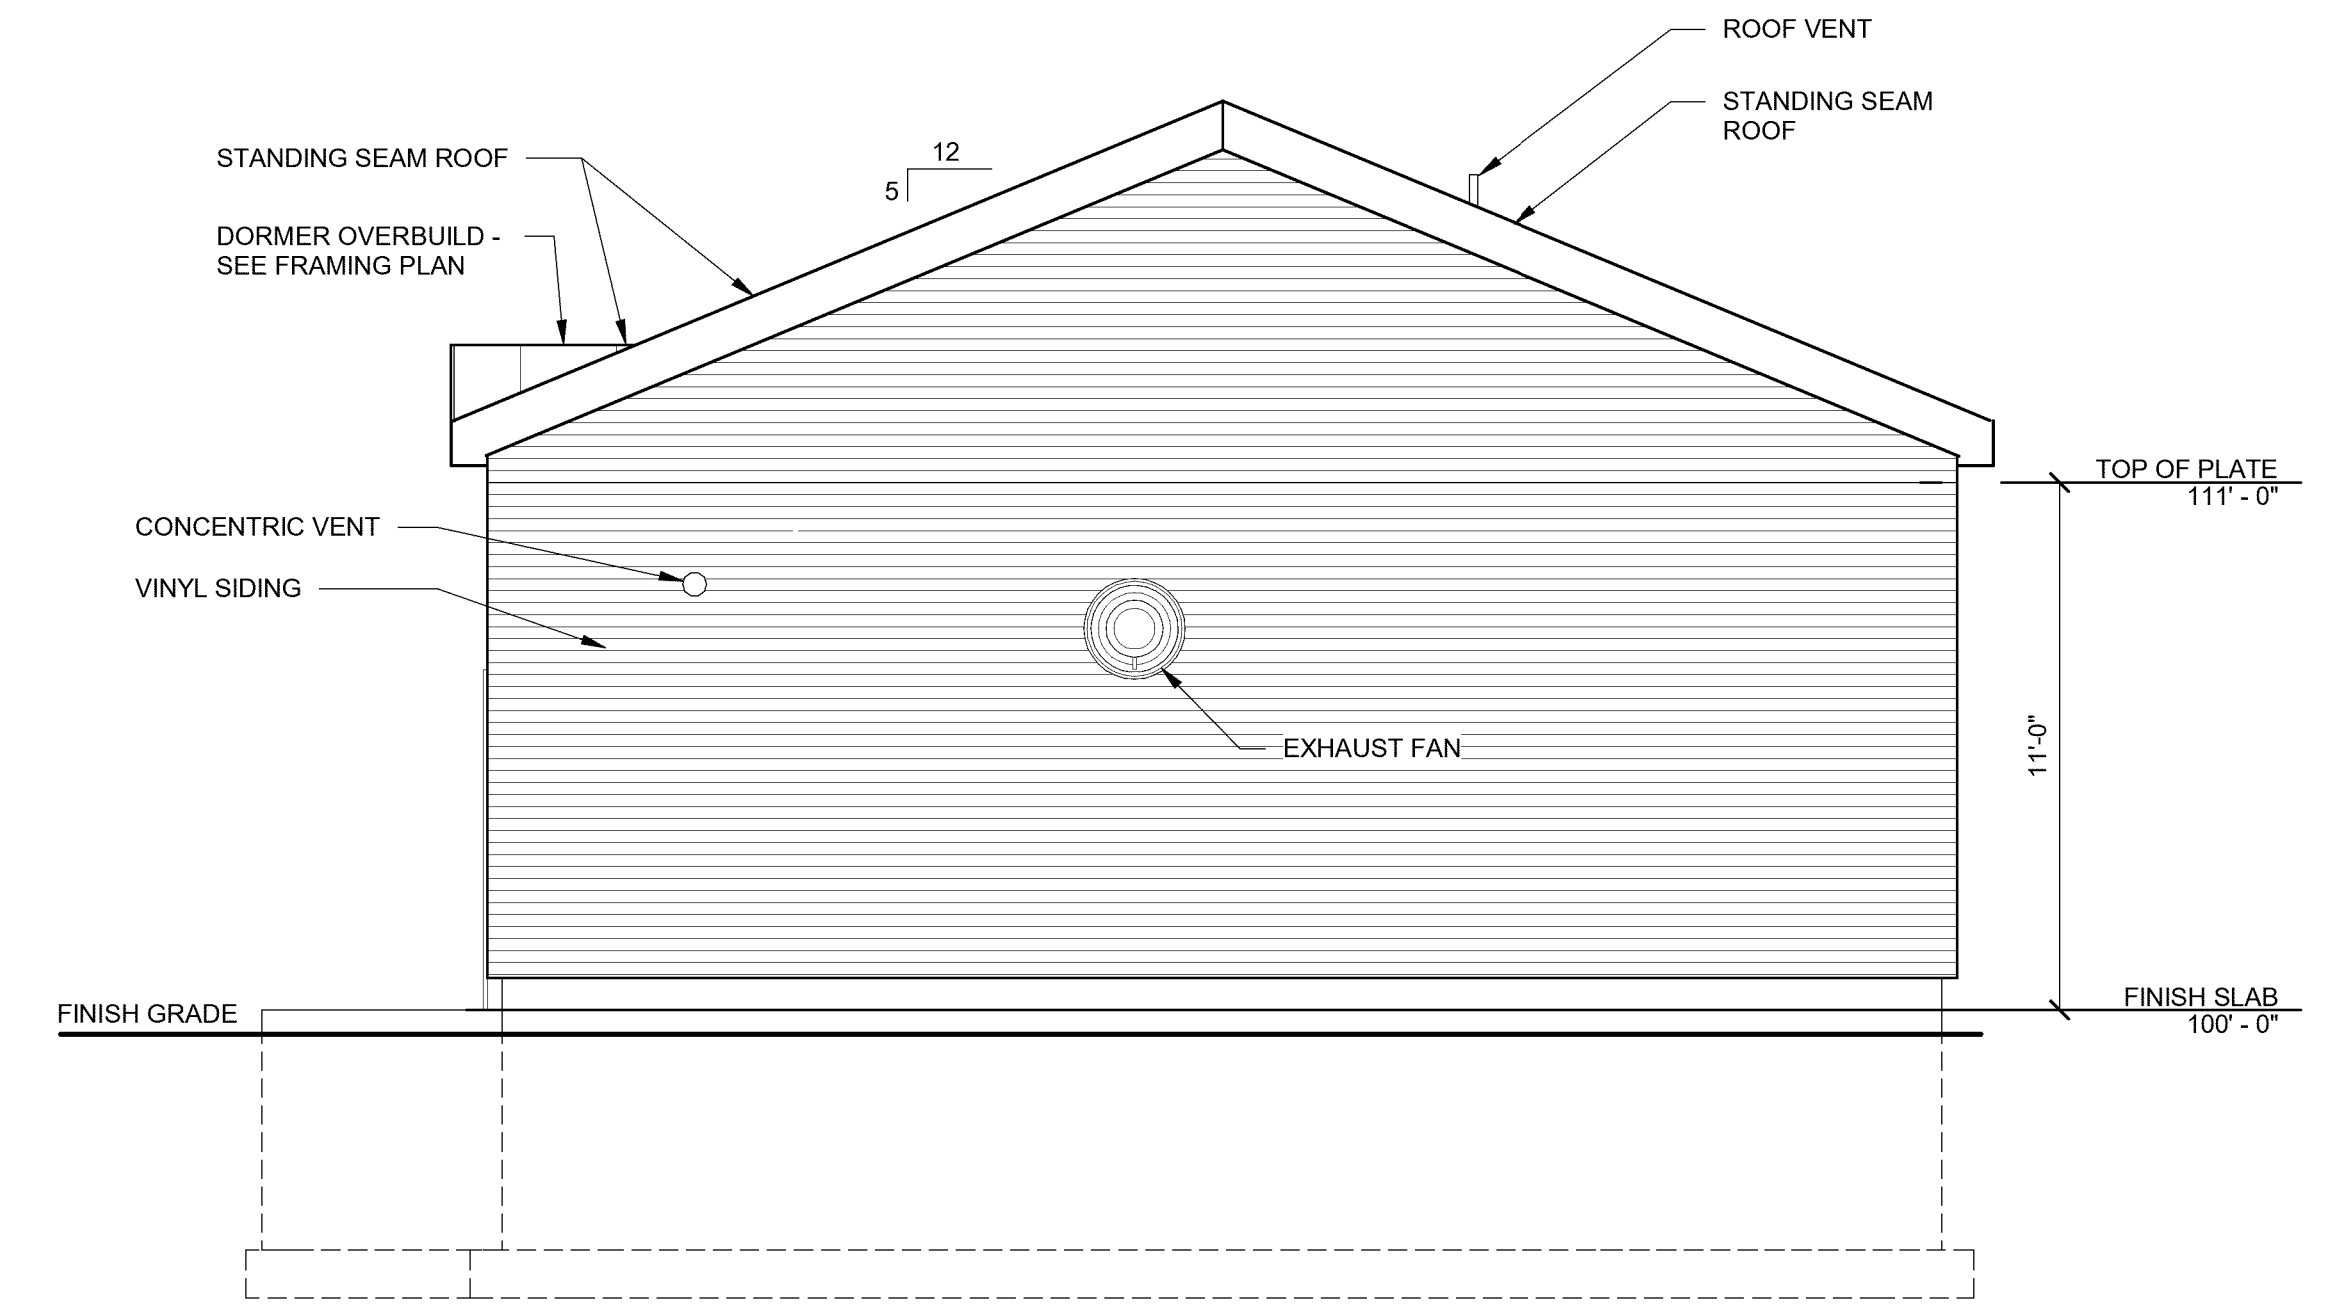 ROOF VENT
STANDING SEAM
ROOF
12
5
STANDING SEAM ROOF
DORMER OVERBUILD -
SEE FRAMING PLAN
TOP OF PLATE
111' - 0"
CONCENTRIC VENT
VINYL SIDING
EXHAUST FAN
11'-0"
FINISH GRADE
FINISH SLAB
100' - 0"